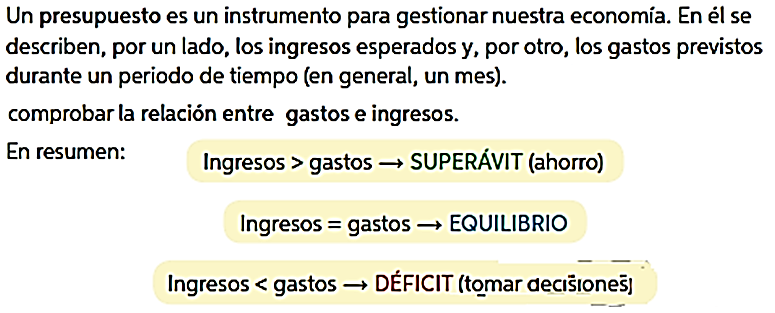 Un presupuesto es un instrumento para gestionar nuestra economía. En él se
describen, por un lado, los ingresos esperados y, por otro, los gastos previstos
durante un periodo de tiempo (en general, un mes).
comprobar la relación entre gastos e ingresos.
En resumen:
Ingresos > gastos → SUPERÁVIT (ahorro)
Ingresos = gastos → EQUILIBRIO
Ingresos < gastos → DÉFICIT (tomar decisiones)